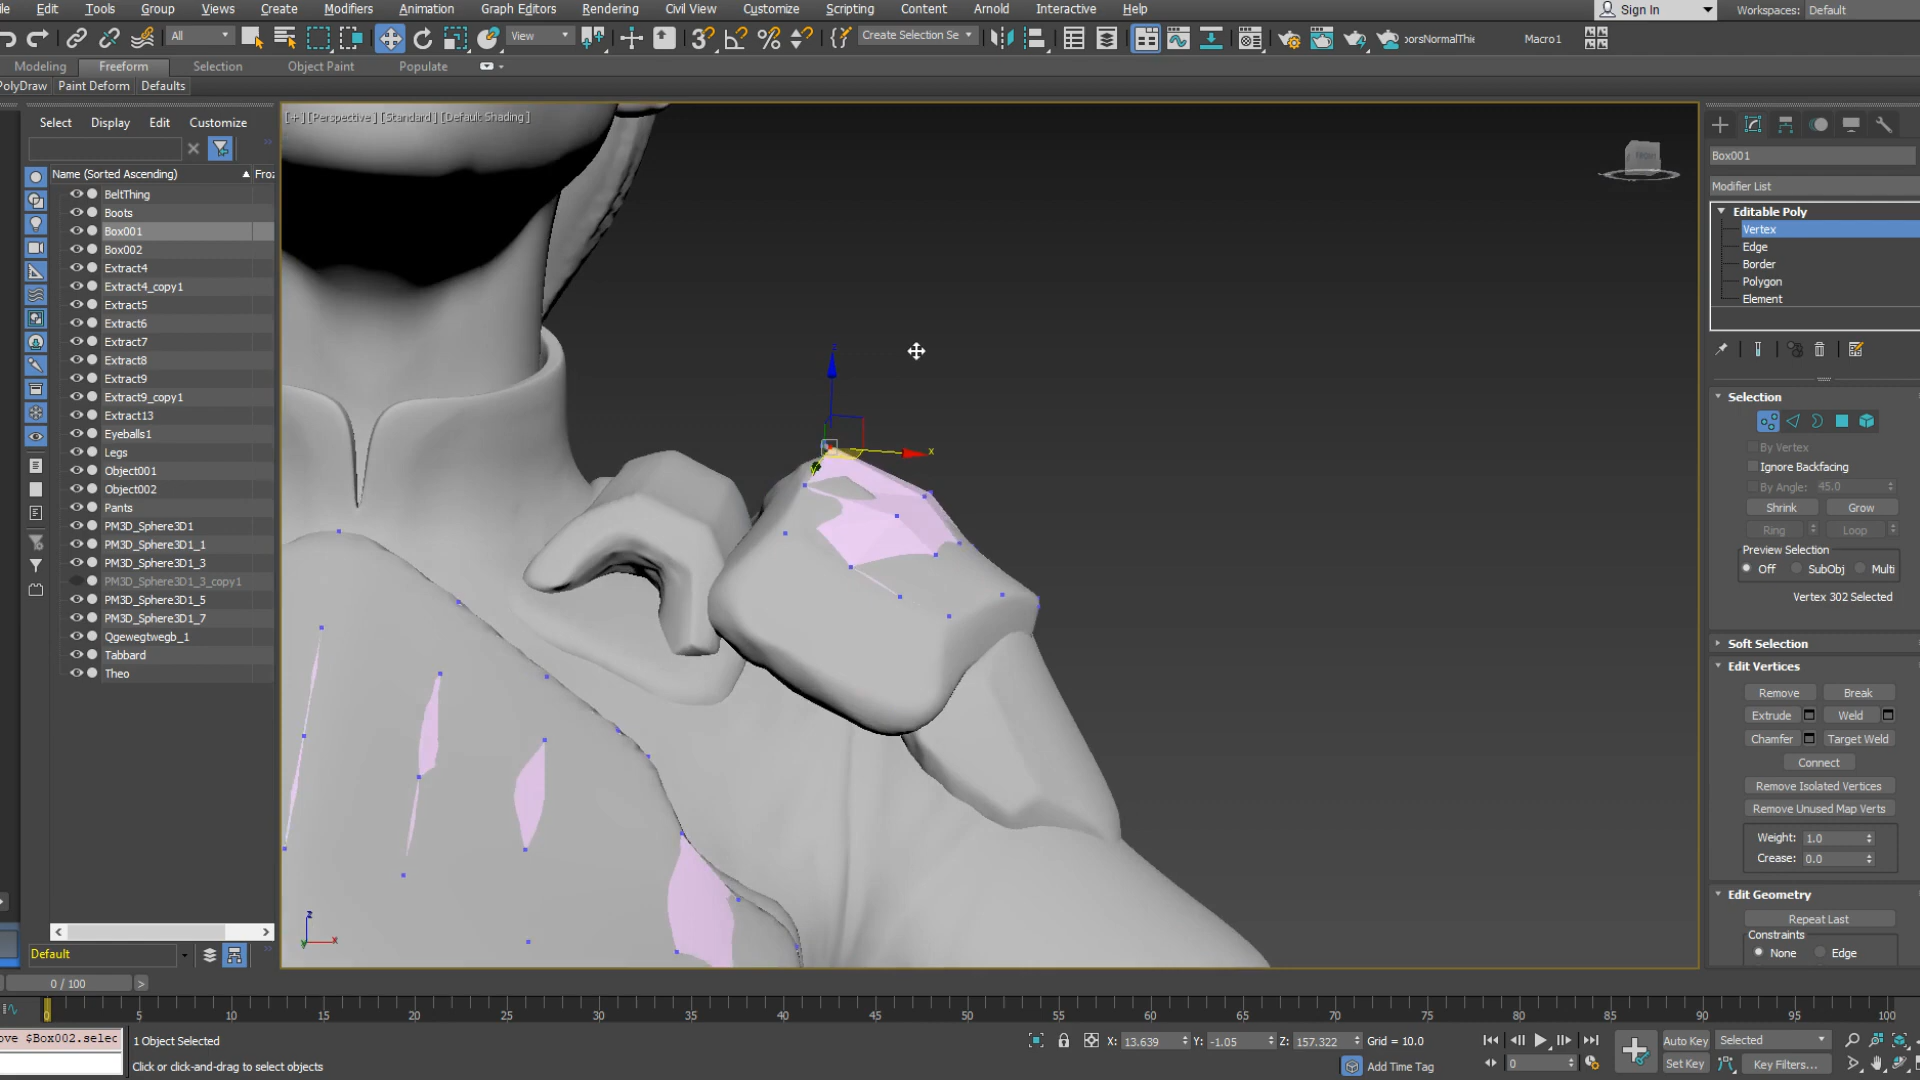 Edit Tools Group Views Create Modifiers Animation Graph Editors Rendering Civil View Customize Scripting Content Arnold Interactive Help Sign In Workspaces: Default
All View Create Selection Se Macro1
Modeling Freeform Selection Object Paint Populate
PolyDraw Paint Deform Defaults
Select Display Edit Customize
[+][Perspective][Standard][Default Shading]
Name (Sorted Ascending) Froz
BeltThing
Boots
Box001
Box002
Extract4
Extract4_copy1
Extract5
Extract6
Extract7
Extract8
Extract9
Extract9_copy1
Extract13
Eyeballs1
Legs
Object001
Object002
Pants
PM3D_Sphere3D1
PM3D_Sphere3D1_1
PM3D_Sphere3D1_3
PM3D_Sphere3D1_3_copy1
PM3D_Sphere3D1_5
PM3D_Sphere3D1_7
Qgewegtwegb_1
Tabbard
Theo
Default
z
x
z
y x
Box001
Modifier List
Editable Poly
Vertex
Edge
Border
Polygon
Element
Selection
By Vertex
Ignore Backfacing
By Angle: 45.0
Shrink Grow
Ring Loop
Preview Selection
Off SubObj Multi
Vertex 302 Selected
Soft Selection
Edit Vertices
Remove Break
Extrude Weld
Chamfer Target Weld
Connect
Remove Isolated Vertices
Remove Unused Map Verts
Weight: 1.0
Crease: 0.0
Edit Geometry
Repeat Last
Constraints
None Edge
0 / 100 >
0 5 10 15 20 25 30 35 40 45 50 55 60 65 70 75 80 85 90 95 100
ove $Box002.selec 1 Object Selected X: 13.639 Y: -1.05 Z: 157.322 Grid = 10.0 Auto Key Selected
Click or click-and-drag to select objects Add Time Tag 0 Set Key Key Filters...